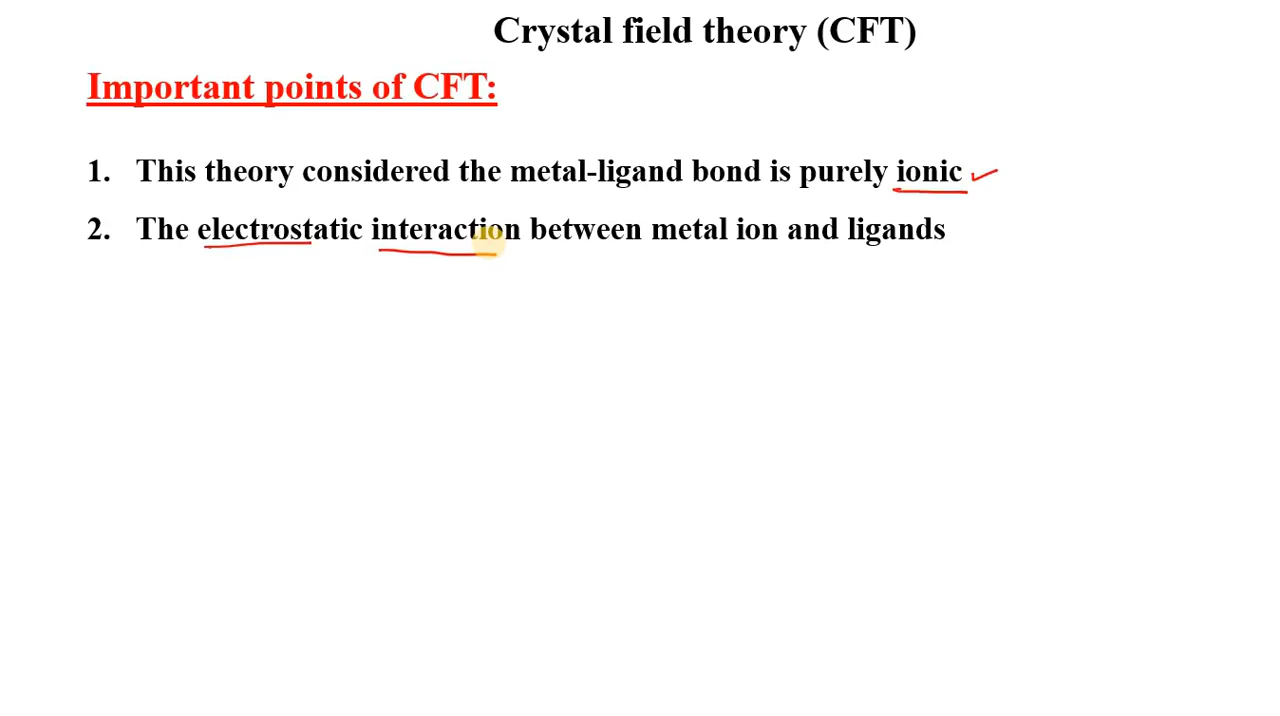 Crystal field theory (CFT)
Important points of CFT:
1. This theory considered the metal-ligand bond is purely ionic
2. The electrostatic interaction between metal ion and ligands